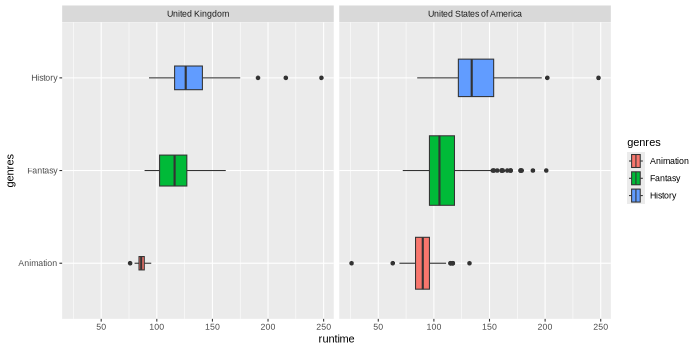 United Kingdom
United States of America
genres
History
Fantasy
Animation
50 100 150 200 250
50 100 150 200 250
runtime
genres
Animation
Fantasy
History